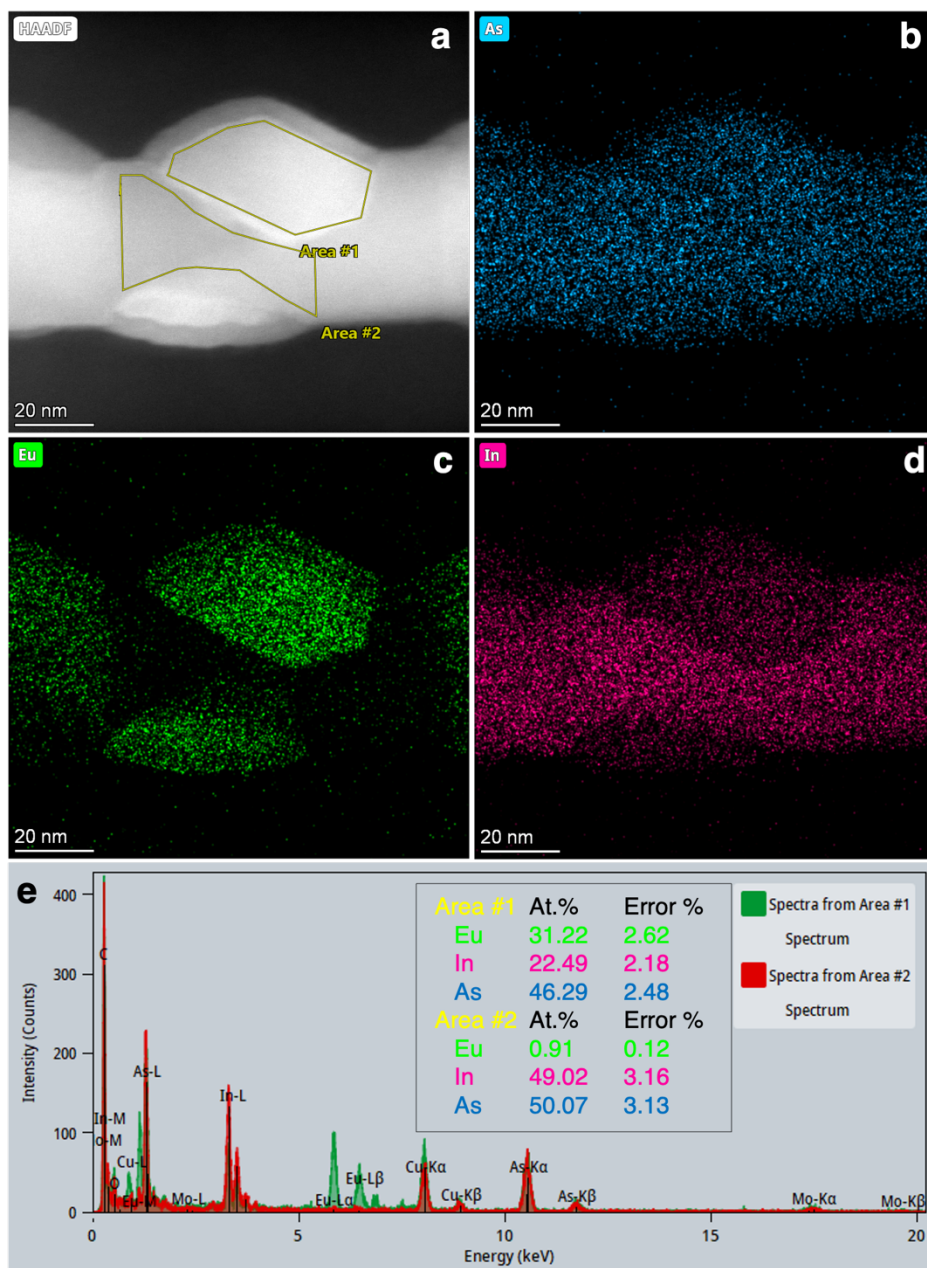 HAADF
a
Area #1
Area #2
20 nm
As
b
20 nm
Eu
c
20 nm
In
d
20 nm
e
Intensity (Counts)
400
300
200
100
0
C
In-M
o-M
O
Cu-L
As-L
Mo-L
In-L
Eu-Lα
Eu-Lβ
Cu-Kα
Cu-Kβ
As-Kα
As-Kβ
Mo-Kα
Mo-Kβ
0 5 10 15 20
Energy (keV)
Area #1 At.% Error %
Eu 31.22 2.62
In 22.49 2.18
As 46.29 2.48
Area #2 At.% Error %
Eu 0.91 0.12
In 49.02 3.16
As 50.07 3.13
Spectra from Area #1
Spectrum
Spectra from Area #2
Spectrum